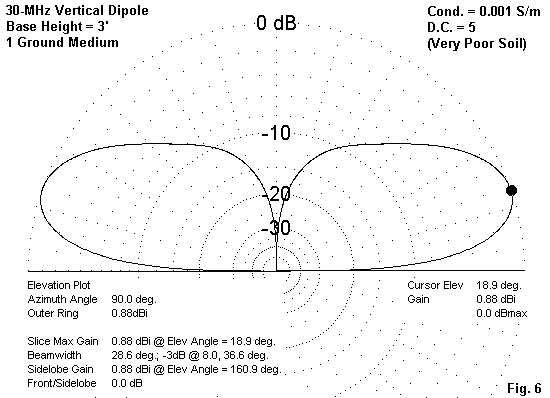 30-MHz Vertical Dipole
Base Height = 3'
1 Ground Medium
0 dB
Cond. = 0.001 S/m
D.C. = 5
(Very Poor Soil)
-10
-20
-30
Elevation Plot
Azimuth Angle 90.0 deg.
Outer Ring 0.88dBi
Cursor Elev 18.9 deg.
Gain 0.88 dBi
0.0 dBmax
Slice Max Gain 0.88 dBi @ Elev Angle = 18.9 deg.
Beamwidth 28.6 deg.; -3dB @ 8.0, 36.6 deg.
Sidelobe Gain 0.88 dBi @ Elev Angle = 160.9 deg.
Front/Sidelobe 0.0 dB
Fig. 6